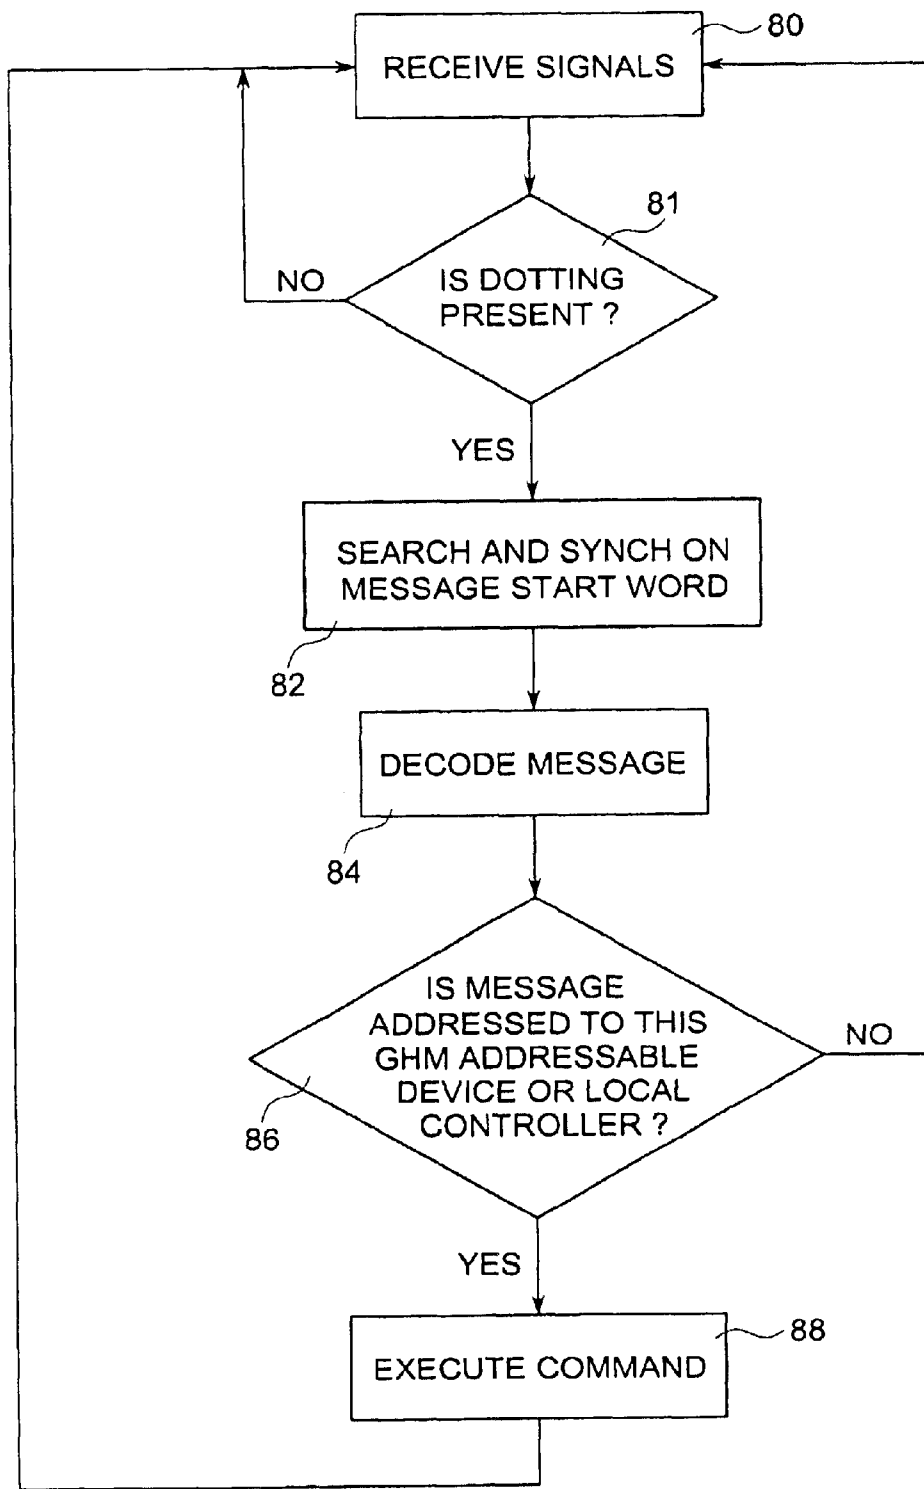 80
RECEIVE SIGNALS
81
IS DOTTING
PRESENT ?
NO
YES
SEARCH AND SYNCH ON
MESSAGE START WORD
82
DECODE MESSAGE
84
IS MESSAGE
ADDRESSED TO THIS
GHM ADDRESSABLE
DEVICE OR LOCAL
CONTROLLER ?
NO
86
YES
88
EXECUTE COMMAND